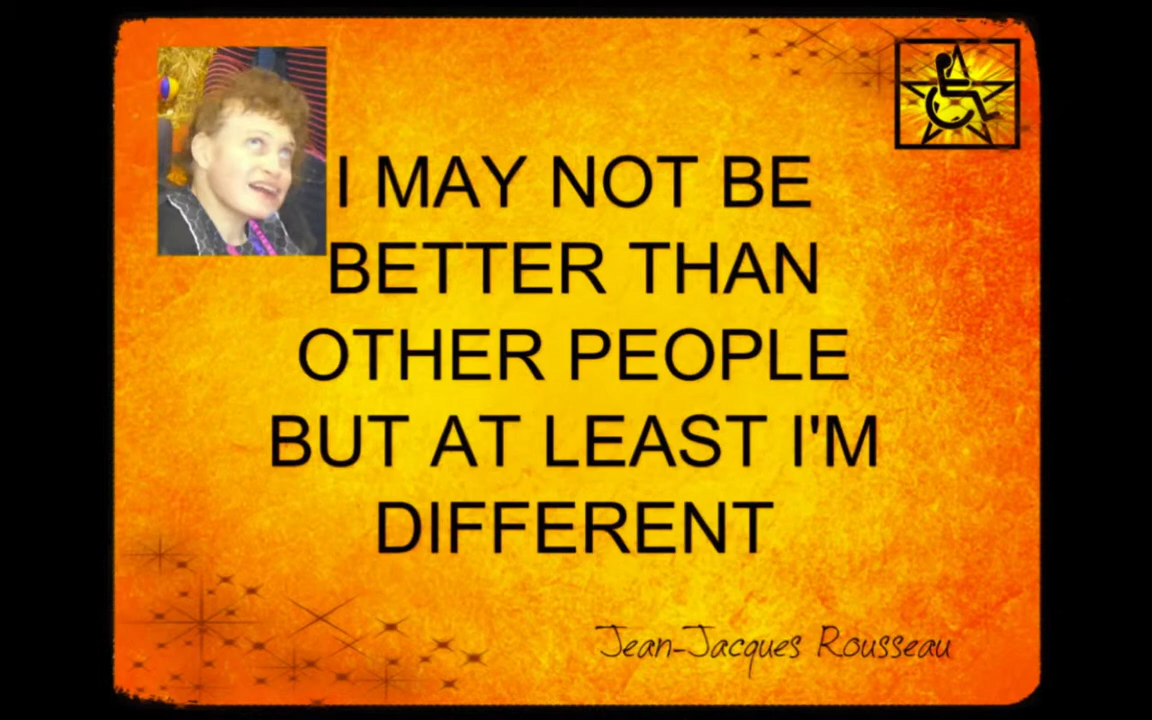 I MAY NOT BE
BETTER THAN
OTHER PEOPLE
BUT AT LEAST I'M
DIFFERENT
Jean-Jacques Rousseau